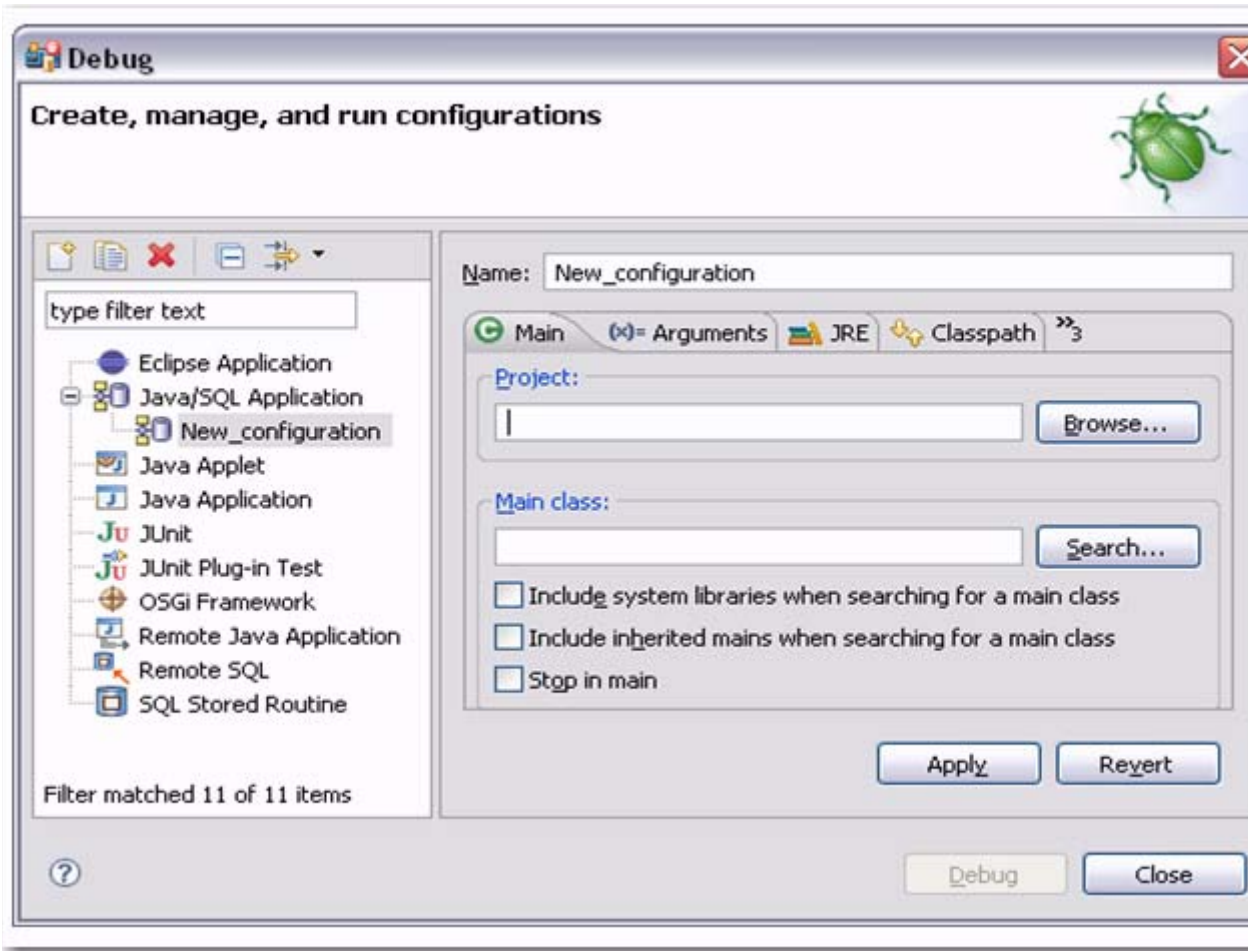 Debug
Create, manage, and run configurations
type filter text
Eclipse Application
Java/SQL Application
New_configuration
Java Applet
Java Application
Ju JUnit
Jü JUnit Plug-in Test
OSGi Framework
Remote Java Application
Remote SQL
SQL Stored Routine
Filter matched 11 of 11 items
Name: New_configuration
C Main (x)= Arguments JRE Classpath »3
Project:
Browse...
Main class:
Search...
Include system libraries when searching for a main class
Include inherited mains when searching for a main class
Stop in main
Apply Revert
? Debug Close